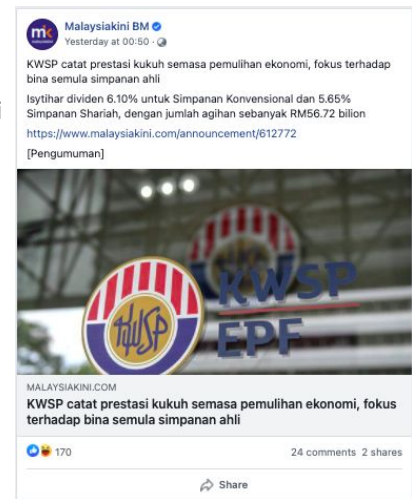 mk
Malaysiakini BM
Yesterday at 00:50 ·
KWSP catat prestasi kukuh semasa pemulihan ekonomi, fokus terhadap
bina semula simpanan ahli
Isytihar dividen 6.10% untuk Simpanan Konvensional dan 5.65%
Simpanan Shariah, dengan jumlah agihan sebanyak RM56.72 bilion
https://www.malaysiakini.com/announcement/612772
[Pengumuman]
KWSP
EPF
KWSP
MALAYSIAKINI.COM
KWSP catat prestasi kukuh semasa pemulihan ekonomi, fokus
terhadap bina semula simpanan ahli
170
24 comments 2 shares
Share